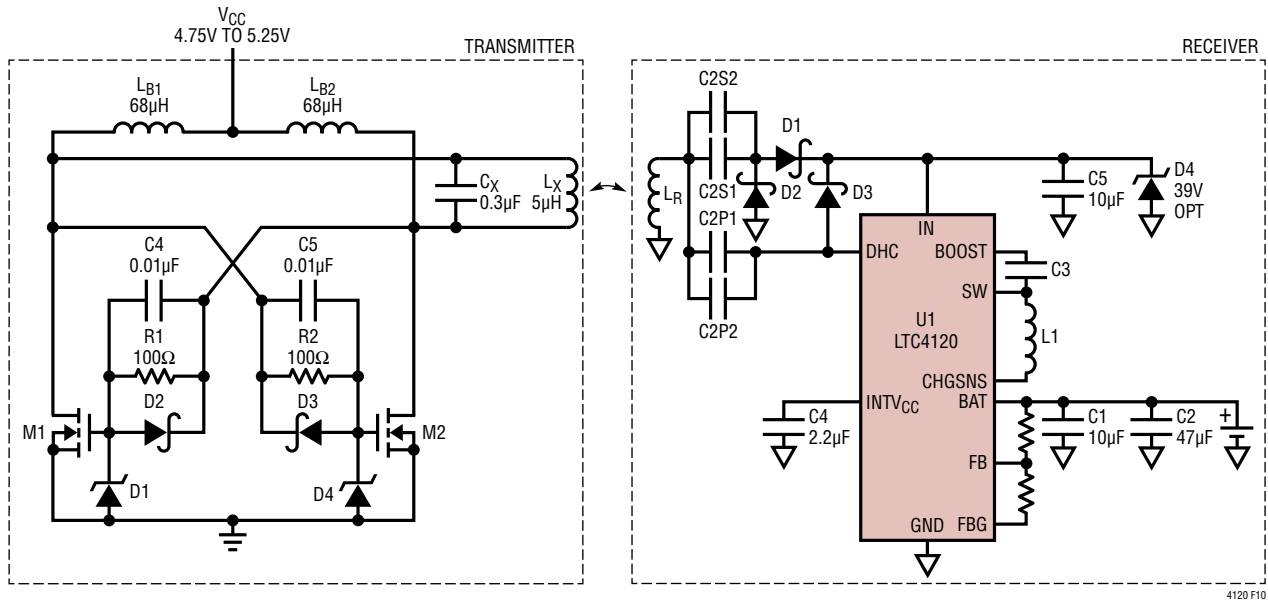 VCC
4.75V TO 5.25V
TRANSMITTER
RECEIVER
LB1
68µH
LB2
68µH
CX
0.3µF
LX
5µH
C4
0.01µF
C5
0.01µF
R1
100Ω
R2
100Ω
D2
D3
M1
M2
D1
D4
C2S2
D1
LR
C2S1
D2
D3
C2P1
C2P2
C5
10µF
D4
39V
OPT
IN
DHC
BOOST
C3
SW
U1
LTC4120
L1
CHGSNS
INTVCC
BAT
C4
2.2µF
C1
10µF
C2
47µF
+
FB
GND
FBG
4120 F10